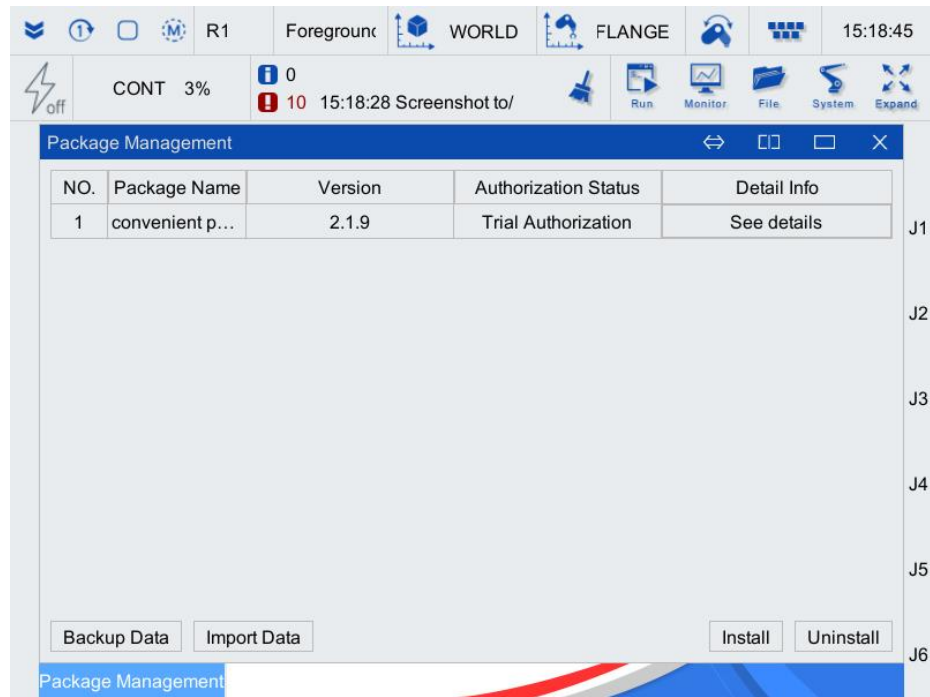 R1 Foreground WORLD FLANGE 15:18:45
off CONT 3% 0
10 15:18:28 Screenshot to/
Run Monitor File System Expand
Package Management
NO. Package Name Version Authorization Status Detail Info
1 convenient p... 2.1.9 Trial Authorization See details
J1
J2
J3
J4
J5
J6
Backup Data Import Data Install Uninstall
Package Management